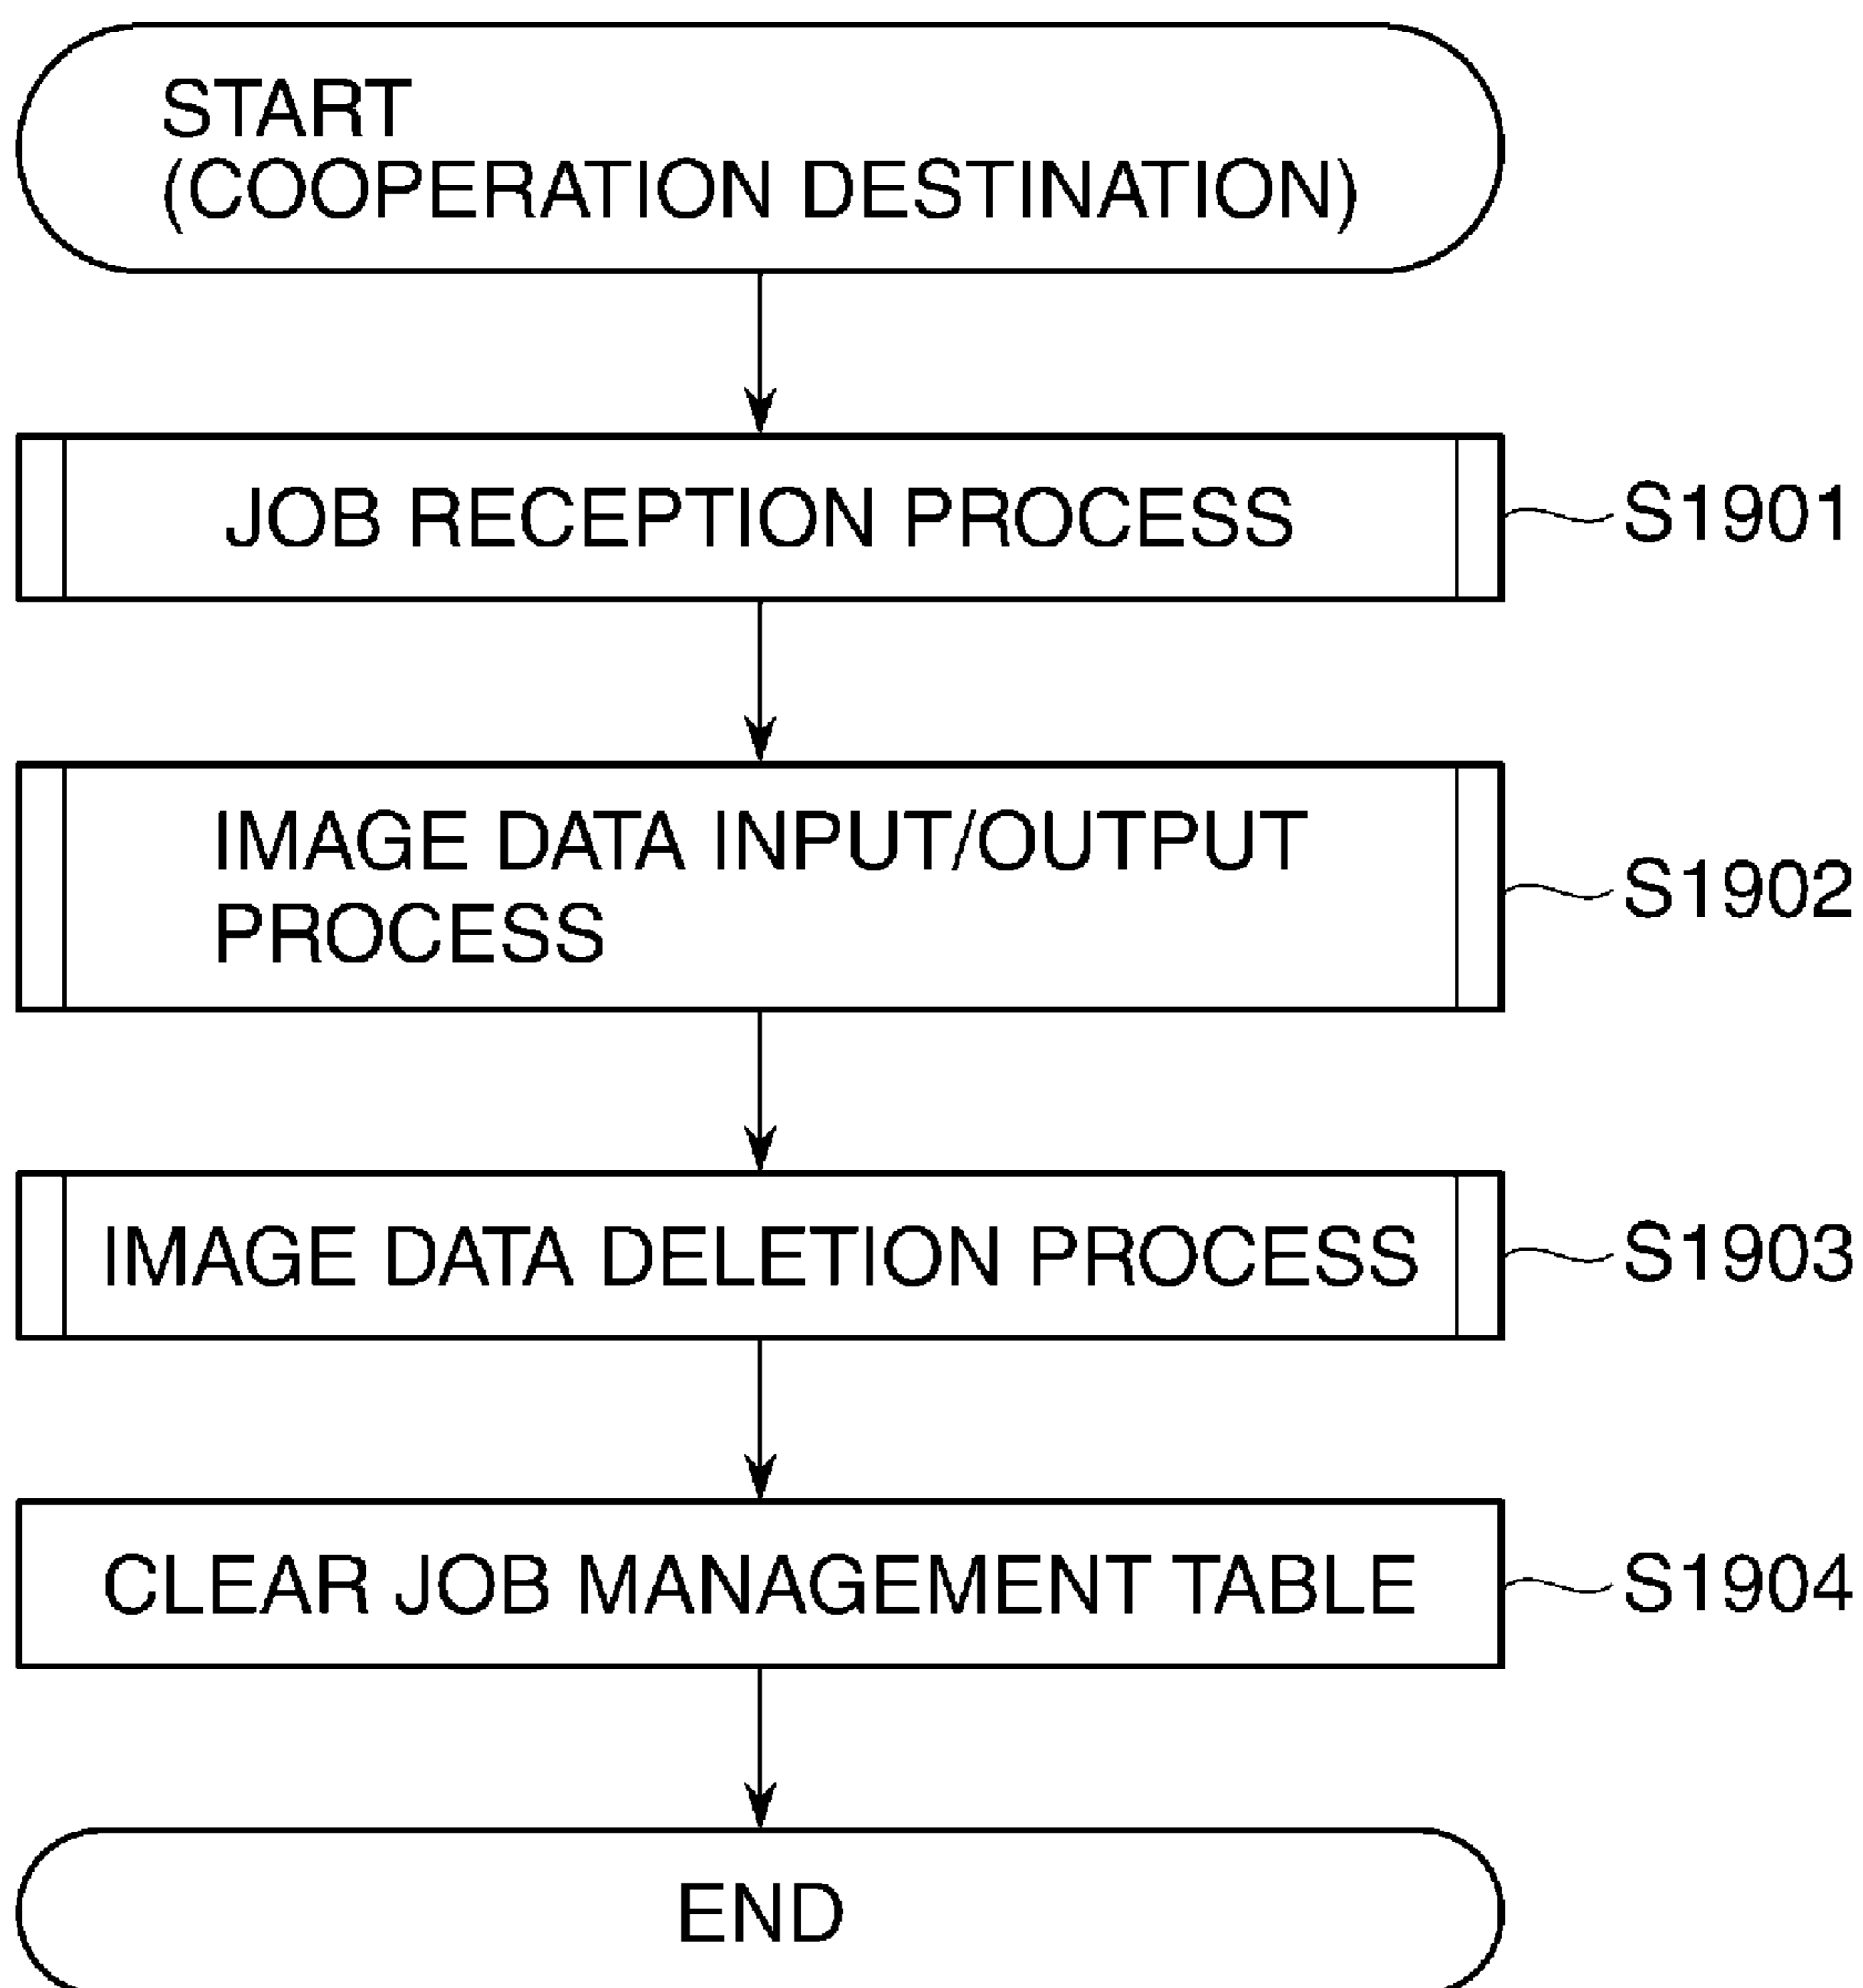 START
(COOPERATION DESTINATION)
JOB RECEPTION PROCESS
S1901
IMAGE DATA INPUT/OUTPUT
PROCESS
S1902
IMAGE DATA DELETION PROCESS
S1903
CLEAR JOB MANAGEMENT TABLE
S1904
END